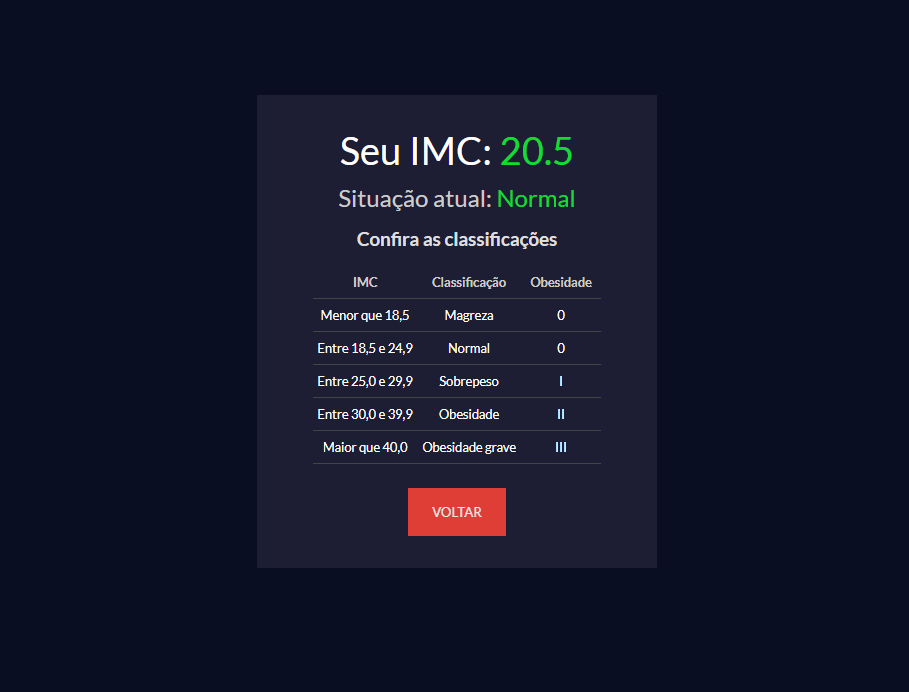 Seu IMC: 20.5
Situação atual: Normal
Confira as classificações
IMC Classificação Obesidade
Menor que 18,5 Magreza 0
Entre 18,5 e 24,9 Normal 0
Entre 25,0 e 29,9 Sobrepeso I
Entre 30,0 e 39,9 Obesidade II
Maior que 40,0 Obesidade grave III
VOLTAR